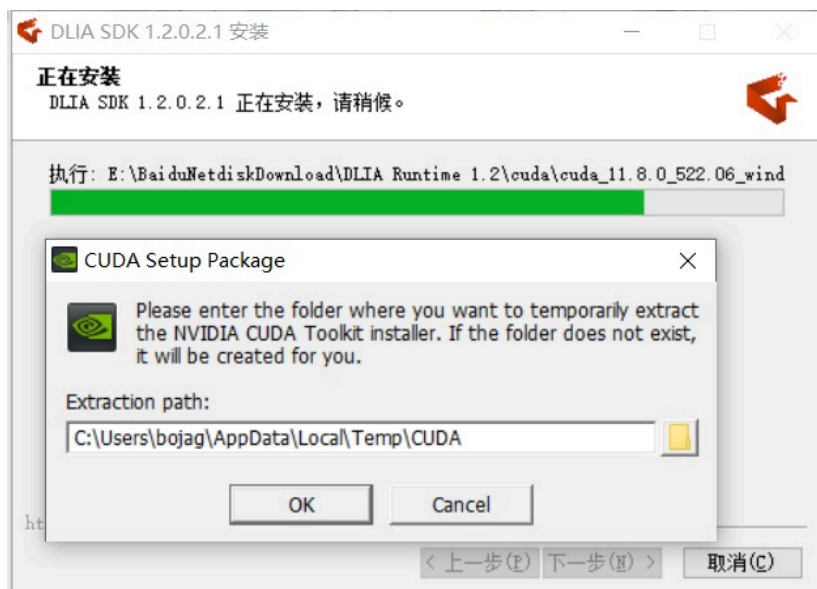 DLIA SDK 1.2.0.2.1 安装
正在安装
DLIA SDK 1.2.0.2.1 正在安装，请稍候。
执行: E:\BaiduNetdiskDownload\DLIA Runtime 1.2\cuda\cuda_11.8.0_522.06_wind
CUDA Setup Package
Please enter the folder where you want to temporarily extract
the NVIDIA CUDA Toolkit installer. If the folder does not exist,
it will be created for you.
Extraction path:
C:\Users\bojag\AppData\Local\Temp\CUDA
OK Cancel
ht
< 上一步(P) 下一步(N) > 取消(C)